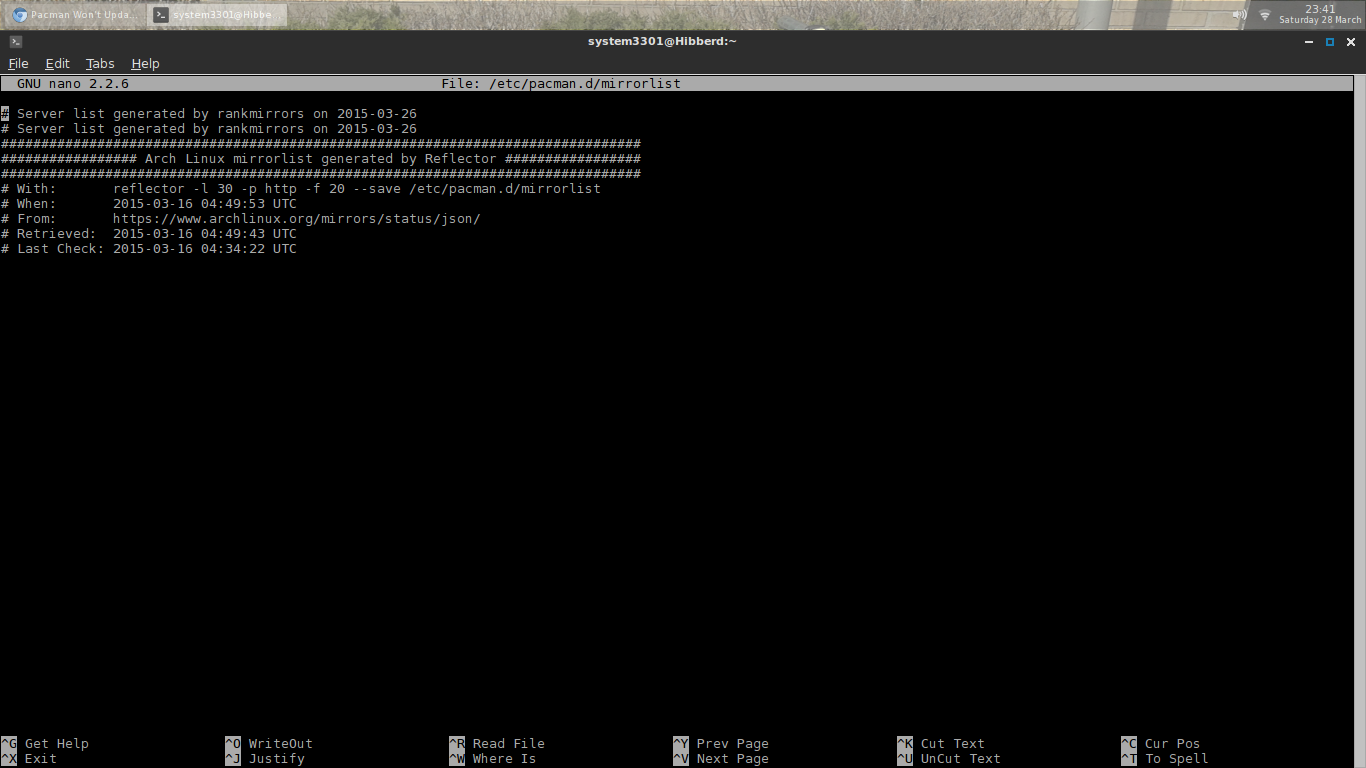 Pacman Won't Upda...
system3301@Hibbe
23:41
Saturday 28 March
system3301@Hibberd:~
File Edit Tabs Help
GNU nano 2.2.6 File: /etc/pacman.d/mirrorlist
# Server list generated by rankmirrors on 2015-03-26
# Server list generated by rankmirrors on 2015-03-26
################################################################################
################# Arch Linux mirrorlist generated by Reflector #################
################################################################################
# With: reflector -l 30 -p http -f 20 --save /etc/pacman.d/mirrorlist
# When: 2015-03-16 04:49:53 UTC
# From: https://www.archlinux.org/mirrors/status/json/
# Retrieved: 2015-03-16 04:49:43 UTC
# Last Check: 2015-03-16 04:34:22 UTC
^G Get Help ^O WriteOut ^R Read File ^Y Prev Page ^K Cut Text ^C Cur Pos
^X Exit ^J Justify ^W Where Is ^V Next Page ^U UnCut Text ^T To Spell